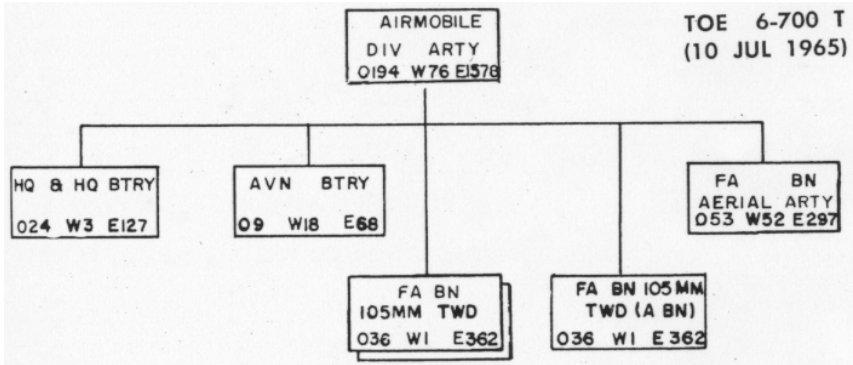 AIRMOBILE
DIV ARTY
O194 W76 E1578
TOE 6-700 T
(10 JUL 1965)
HQ & HQ BTRY
O24 W3 E127
AVN BTRY
O9 W18 E68
FA BN
105MM TWD
O36 W1 E362
FA BN 105MM
TWD (A BN)
O36 W1 E362
FA BN
AERIAL ARTY
O53 W52 E297